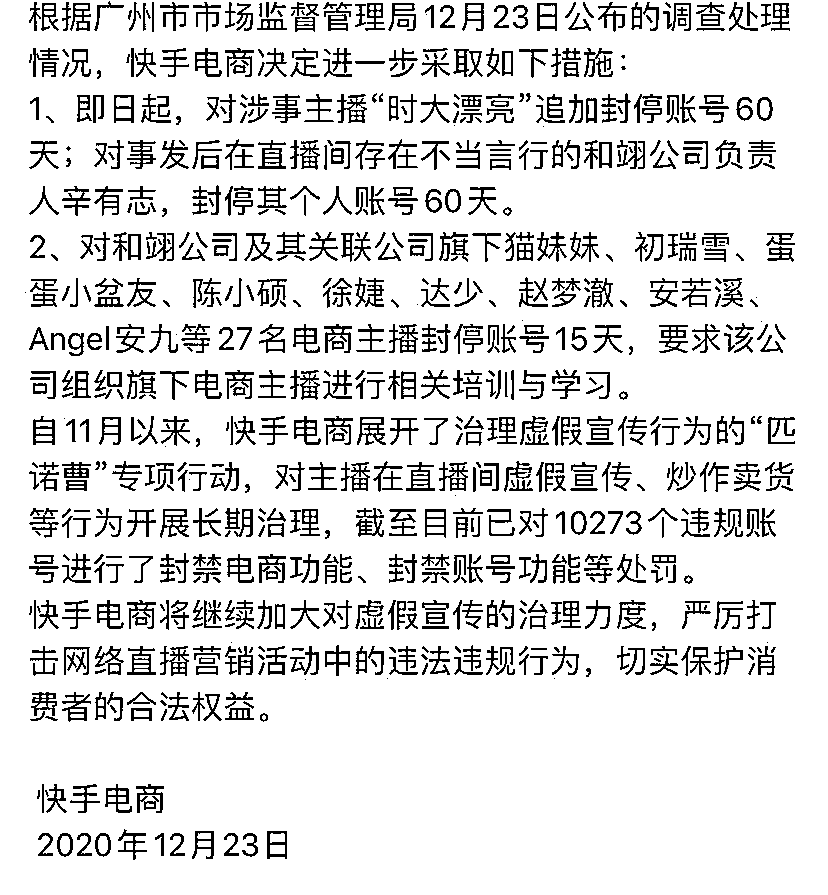 根据广州市市场监督管理局12月23日公布的调查处理
情况，快手电商决定进一步采取如下措施：
1、即日起，对涉事主播“时大漂亮”追加封停账号60
天；对事发后在直播间存在不当言行的和翊公司负责
人辛有志，封停其个人账号60天。
2、对和翊公司及其关联公司旗下猫妹妹、初瑞雪、蛋
蛋小盆友、陈小硕、徐婕、达少、赵梦澈、安若溪、
Angel安九等27名电商主播封停账号15天，要求该公
司组织旗下电商主播进行相关培训与学习。
自11月以来，快手电商展开了治理虚假宣传行为的“匹
诺曹”专项行动，对主播在直播间虚假宣传、炒作卖货
等行为开展长期治理，截至目前已对10273个违规账
号进行了封禁电商功能、封禁账号功能等处罚。
快手电商将继续加大对虚假宣传的治理力度，严厉打
击网络直播营销活动中的违法违规行为，切实保护消
费者的合法权益。
快手电商
2020年12月23日